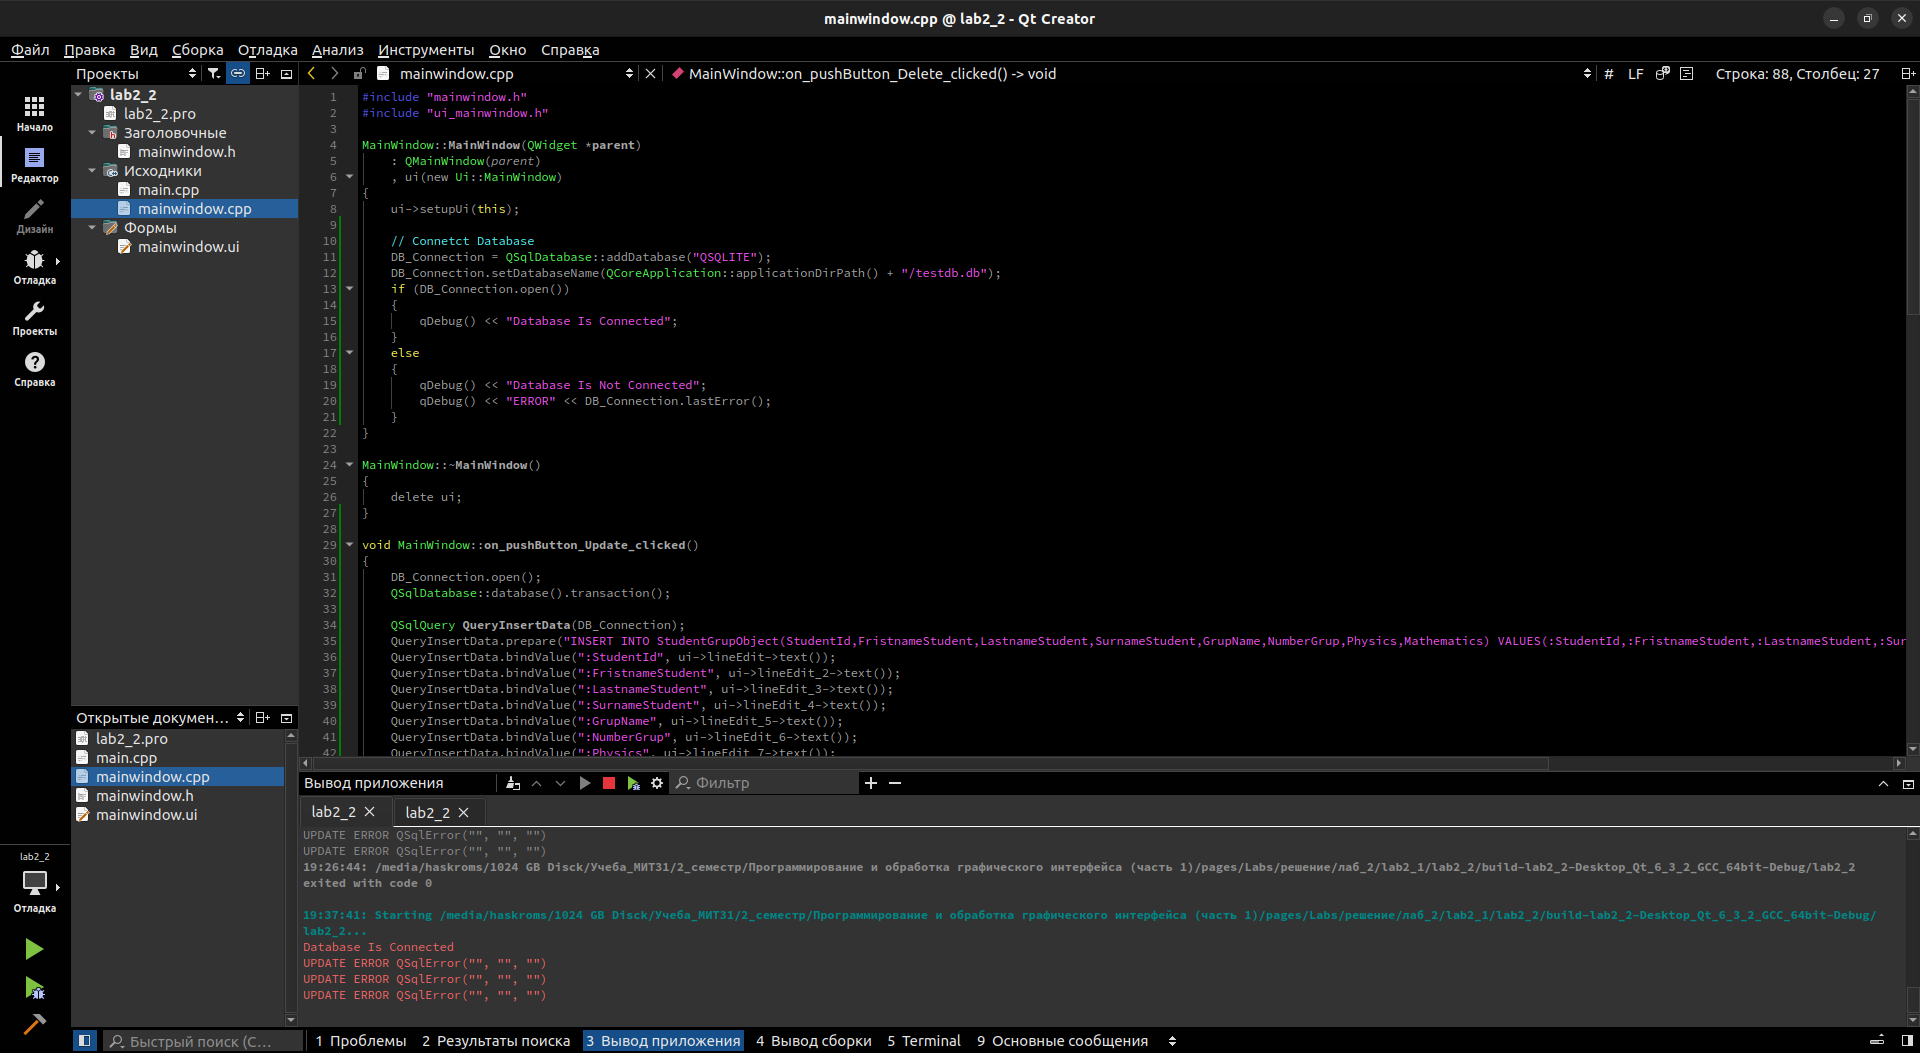 mainwindow.cpp @ lab2_2 - Qt Creator
Файл Правка Вид Сборка Отладка Анализ Инструменты Окно Справка
Проекты
mainwindow.cpp
MainWindow::on_pushButton_Delete_clicked() -> void
# LF
Строка: 88, Столбец: 27
Начало
Редактор
Дизайн
Отладка
Проекты
Справка
lab2_2
lab2_2.pro
Заголовочные
mainwindow.h
Исходники
main.cpp
mainwindow.cpp
Формы
mainwindow.ui
1 #include "mainwindow.h"
2 #include "ui_mainwindow.h"
3
4 MainWindow::MainWindow(QWidget *parent)
5 : QMainWindow(parent)
6 , ui(new Ui::MainWindow)
7 {
8 ui->setupUi(this);
9
10 // Connetct Database
11 DB_Connection = QSqlDatabase::addDatabase("QSQLITE");
12 DB_Connection.setDatabaseName(QCoreApplication::applicationDirPath() + "/testdb.db");
13 if (DB_Connection.open())
14 {
15 qDebug() << "Database Is Connected";
16 }
17 else
18 {
19 qDebug() << "Database Is Not Connected";
20 qDebug() << "ERROR" << DB_Connection.lastError();
21 }
22 }
23
24 MainWindow::~MainWindow()
25 {
26 delete ui;
27 }
28
29 void MainWindow::on_pushButton_Update_clicked()
30 {
31 DB_Connection.open();
32 QSqlDatabase::database().transaction();
33
34 QSqlQuery QueryInsertData(DB_Connection);
35 QueryInsertData.prepare("INSERT INTO StudentGrupObject(StudentId,FristnameStudent,LastnameStudent,SurnameStudent,GrupName,NumberGrup,Physics,Mathematics) VALUES(:StudentId,:FristnameStudent,:LastnameStudent,:Sur
36 QueryInsertData.bindValue(":StudentId", ui->lineEdit->text());
37 QueryInsertData.bindValue(":FristnameStudent", ui->lineEdit_2->text());
38 QueryInsertData.bindValue(":LastnameStudent", ui->lineEdit_3->text());
39 QueryInsertData.bindValue(":SurnameStudent", ui->lineEdit_4->text());
40 QueryInsertData.bindValue(":GrupName", ui->lineEdit_5->text());
41 QueryInsertData.bindValue(":NumberGrup", ui->lineEdit_6->text());
42 QueryInsertData.bindValue(":Physics", ui->lineEdit_7->text());
Открытые докумен...
lab2_2.pro
main.cpp
mainwindow.cpp
mainwindow.h
mainwindow.ui
Вывод приложения
Фильтр
lab2_2
lab2_2
UPDATE ERROR QSqlError("", "", "")
UPDATE ERROR QSqlError("", "", "")
19:26:44: /media/haskroms/1024 GB Disck/Учеба_МИТ31/2_семестр/Программирование и обработка графического интерфейса (часть 1)/pages/Labs/решение/лаб_2/lab2_1/lab2_2/build-lab2_2-Desktop_Qt_6_3_2_GCC_64bit-Debug/lab2_2
exited with code 0
19:37:41: Starting /media/haskroms/1024 GB Disck/Учеба_МИТ31/2_семестр/Программирование и обработка графического интерфейса (часть 1)/pages/Labs/решение/лаб_2/lab2_1/lab2_2/build-lab2_2-Desktop_Qt_6_3_2_GCC_64bit-Debug/
lab2_2...
Database Is Connected
UPDATE ERROR QSqlError("", "", "")
UPDATE ERROR QSqlError("", "", "")
UPDATE ERROR QSqlError("", "", "")
lab2_2
Отладка
Быстрый поиск (С...
1 Проблемы 2 Результаты поиска 3 Вывод приложения 4 Вывод сборки 5 Terminal 9 Основные сообщения